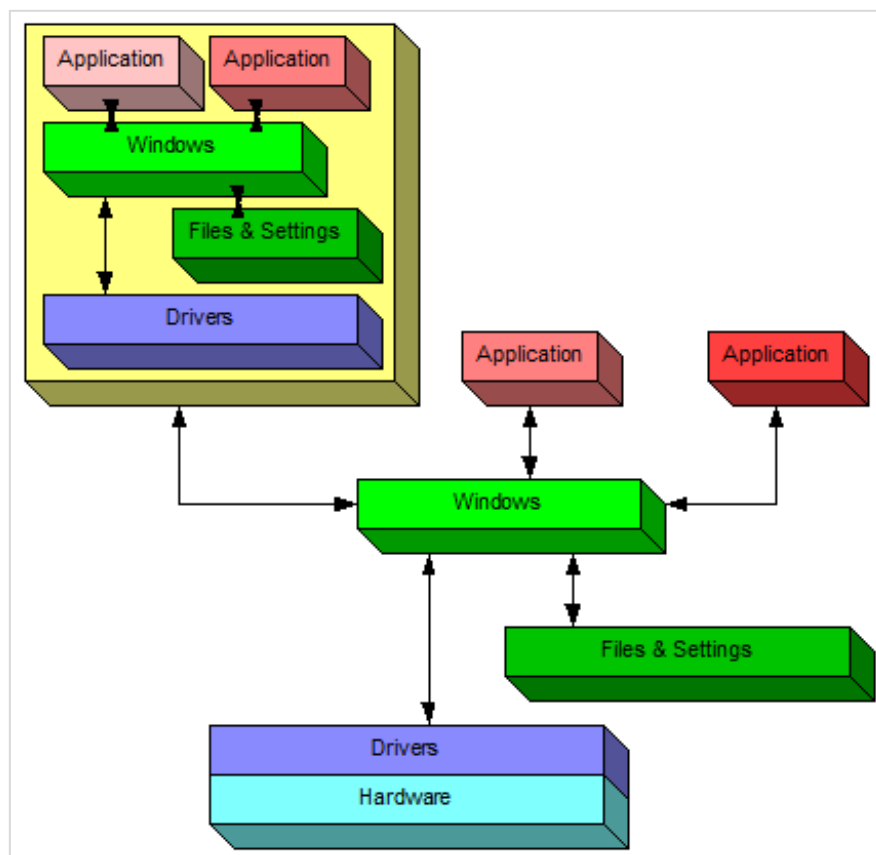 Application
Application
Windows
Files & Settings
Drivers
Application
Application
Windows
Files & Settings
Drivers
Hardware